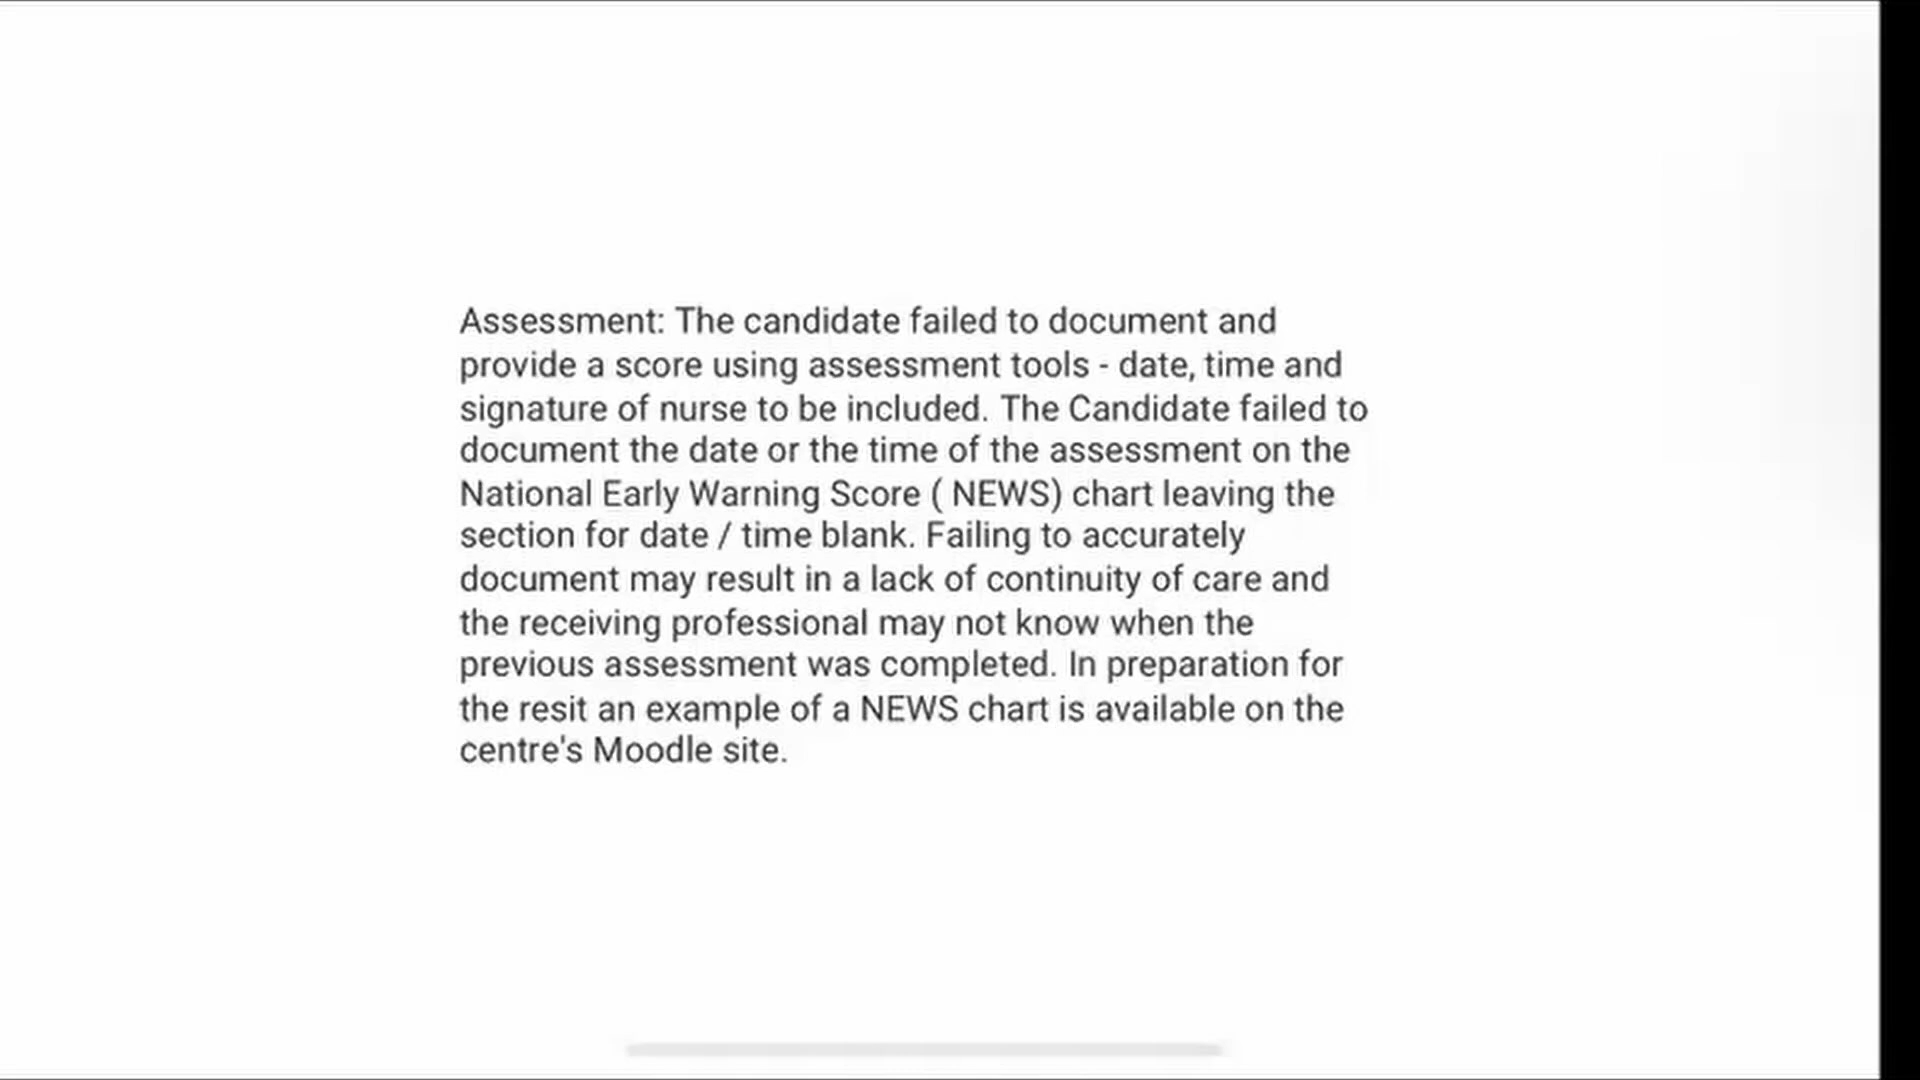 Assessment: The candidate failed to document and
provide a score using assessment tools - date, time and
signature of nurse to be included. The Candidate failed to
document the date or the time of the assessment on the
National Early Warning Score ( NEWS) chart leaving the
section for date / time blank. Failing to accurately
document may result in a lack of continuity of care and
the receiving professional may not know when the
previous assessment was completed. In preparation for
the resit an example of a NEWS chart is available on the
centre's Moodle site.